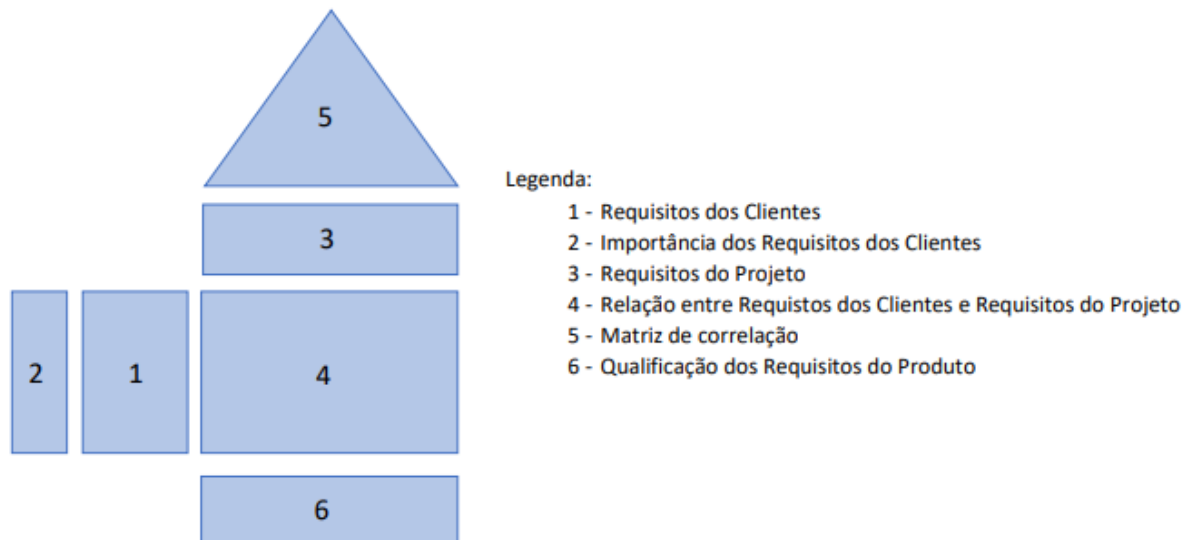 5
3
2
1
4
6
Legenda:
1 - Requisitos dos Clientes
2 - Importância dos Requisitos dos Clientes
3 - Requisitos do Projeto
4 - Relação entre Requistos dos Clientes e Requisitos do Projeto
5 - Matriz de correlação
6 - Qualificação dos Requisitos do Produto